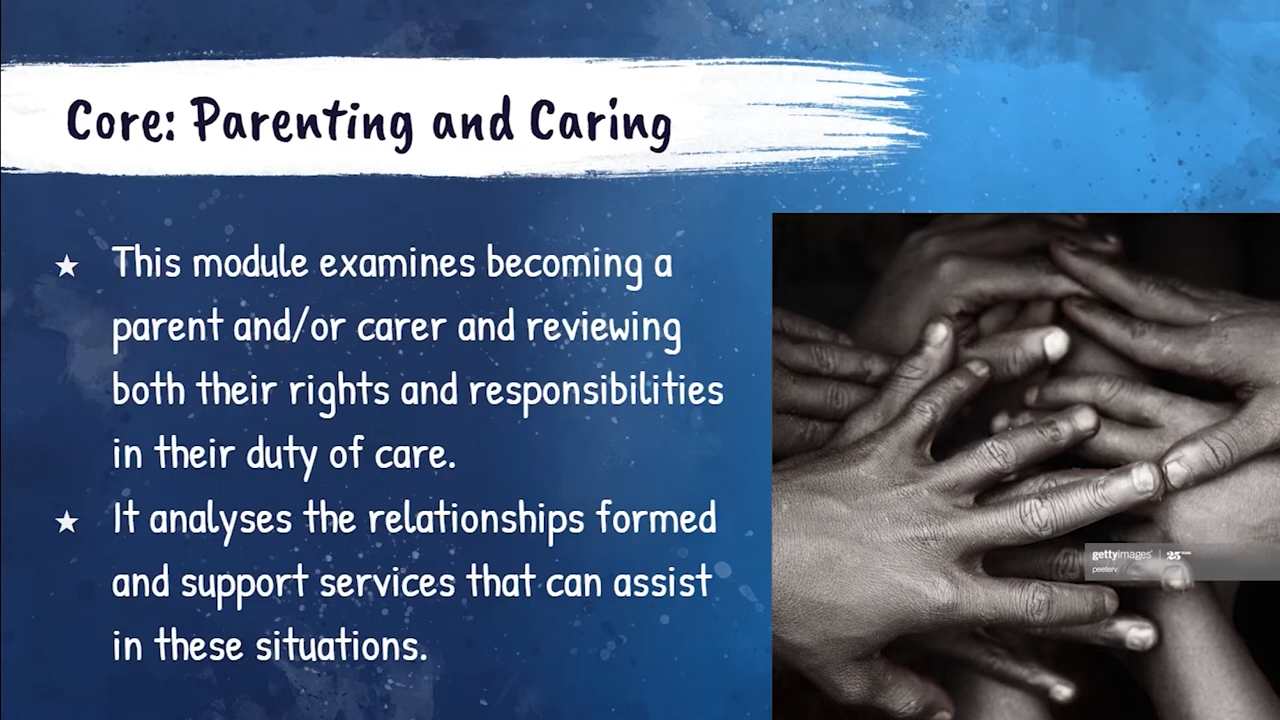 Core: Parenting and Caring
This module examines becoming a
parent and/or carer and reviewing
both their rights and responsibilities
in their duty of care.
It analyses the relationships formed
and support services that can assist
in these situations.
gettyimages 25 YEARS
peeterv